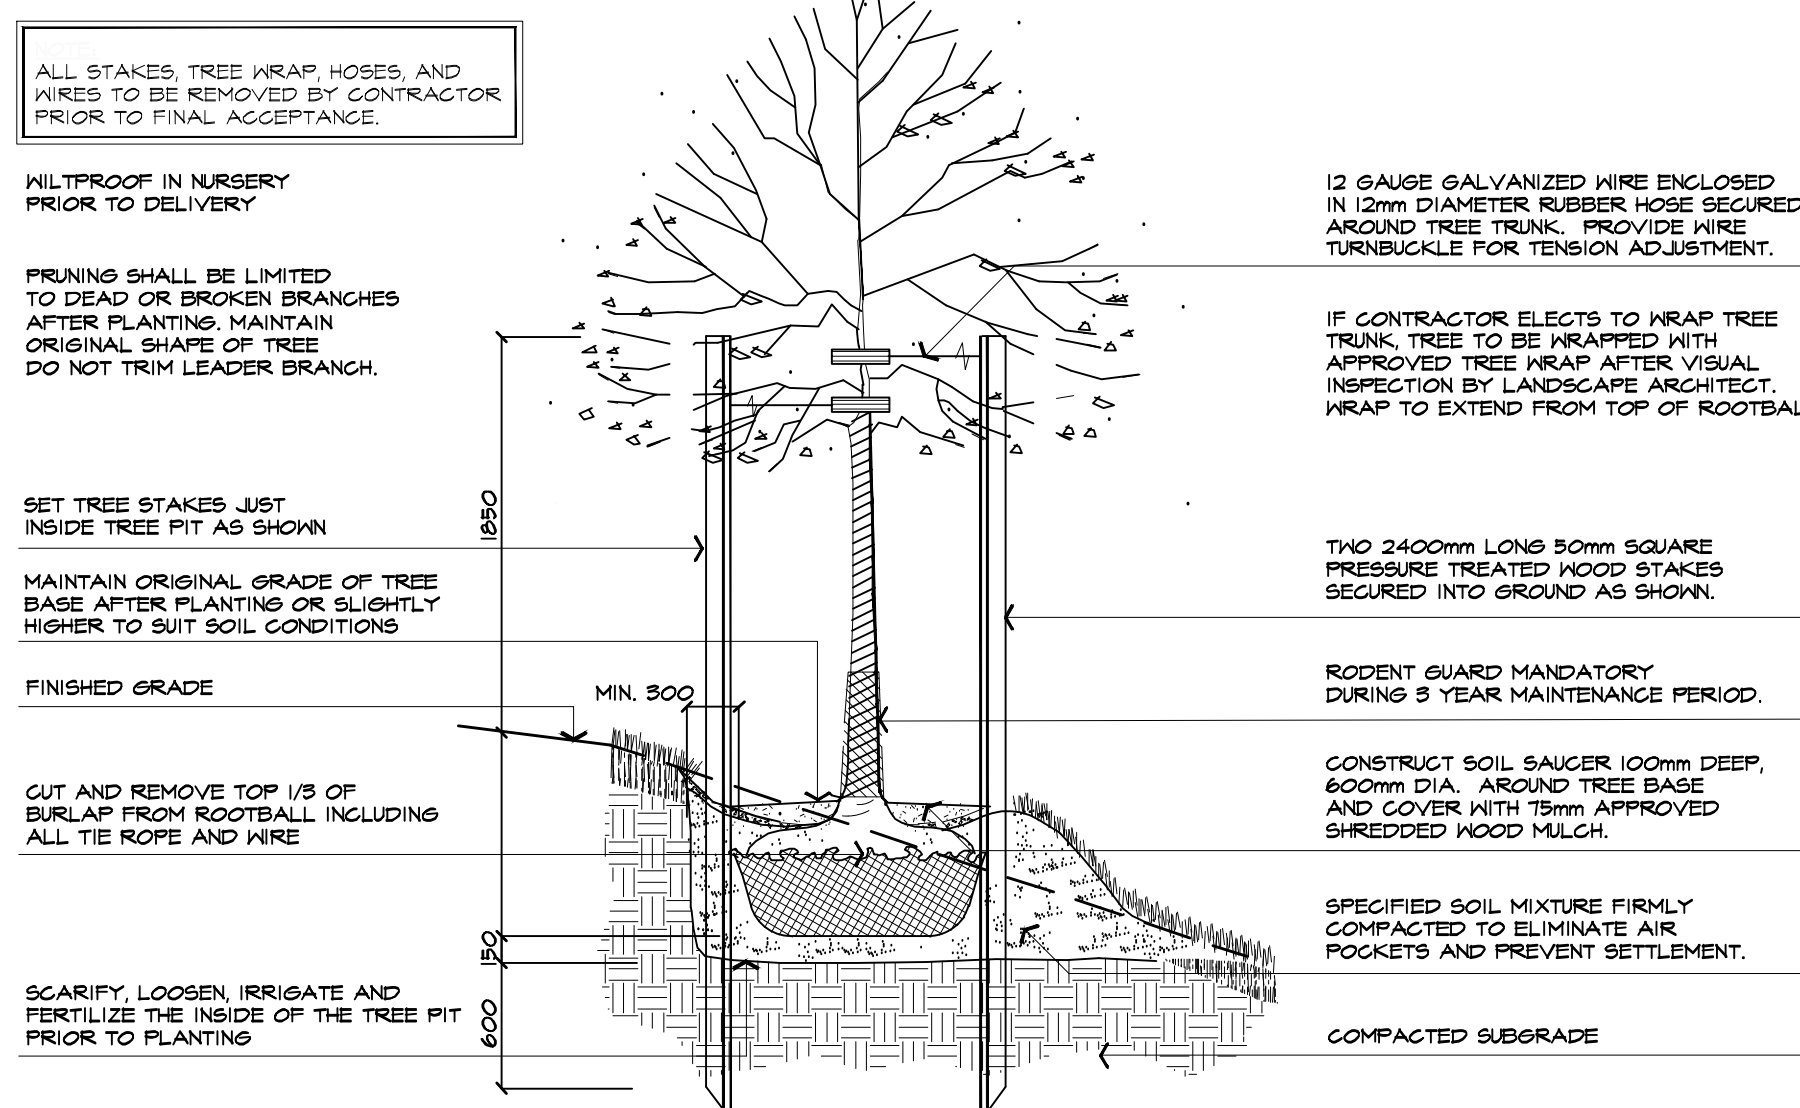 NOTE:
ALL STAKES, TREE WRAP, HOSES, AND
WIRES TO BE REMOVED BY CONTRACTOR
PRIOR TO FINAL ACCEPTANCE.
WILTPROOF IN NURSERY
PRIOR TO DELIVERY
PRUNING SHALL BE LIMITED
TO DEAD OR BROKEN BRANCHES
AFTER PLANTING. MAINTAIN
ORIGINAL SHAPE OF TREE
DO NOT TRIM LEADER BRANCH.
SET TREE STAKES JUST
INSIDE TREE PIT AS SHOWN
MAINTAIN ORIGINAL GRADE OF TREE
BASE AFTER PLANTING OR SLIGHTLY
HIGHER TO SUIT SOIL CONDITIONS
FINISHED GRADE
CUT AND REMOVE TOP 1/3 OF
BURLAP FROM ROOTBALL INCLUDING
ALL TIE ROPE AND WIRE
SCARIFY, LOOSEN, IRRIGATE AND
FERTILIZE THE INSIDE OF THE TREE PIT
PRIOR TO PLANTING
1850
150
600
MIN. 300
12 GAUGE GALVANIZED WIRE ENCLOSED
IN 12mm DIAMETER RUBBER HOSE SECURED
AROUND TREE TRUNK. PROVIDE WIRE
TURNBUCKLE FOR TENSION ADJUSTMENT.
IF CONTRACTOR ELECTS TO WRAP TREE
TRUNK, TREE TO BE WRAPPED WITH
APPROVED TREE WRAP AFTER VISUAL
INSPECTION BY LANDSCAPE ARCHITECT.
WRAP TO EXTEND FROM TOP OF ROOTBAL
TWO 2400mm LONG 50mm SQUARE
PRESSURE TREATED WOOD STAKES
SECURED INTO GROUND AS SHOWN.
RODENT GUARD MANDATORY
DURING 3 YEAR MAINTENANCE PERIOD.
CONSTRUCT SOIL SAUCER 100mm DEEP,
600mm DIA. AROUND TREE BASE
AND COVER WITH 75mm APPROVED
SHREDDED WOOD MULCH.
SPECIFIED SOIL MIXTURE FIRMLY
COMPACTED TO ELIMINATE AIR
POCKETS AND PREVENT SETTLEMENT.
COMPACTED SUBGRADE